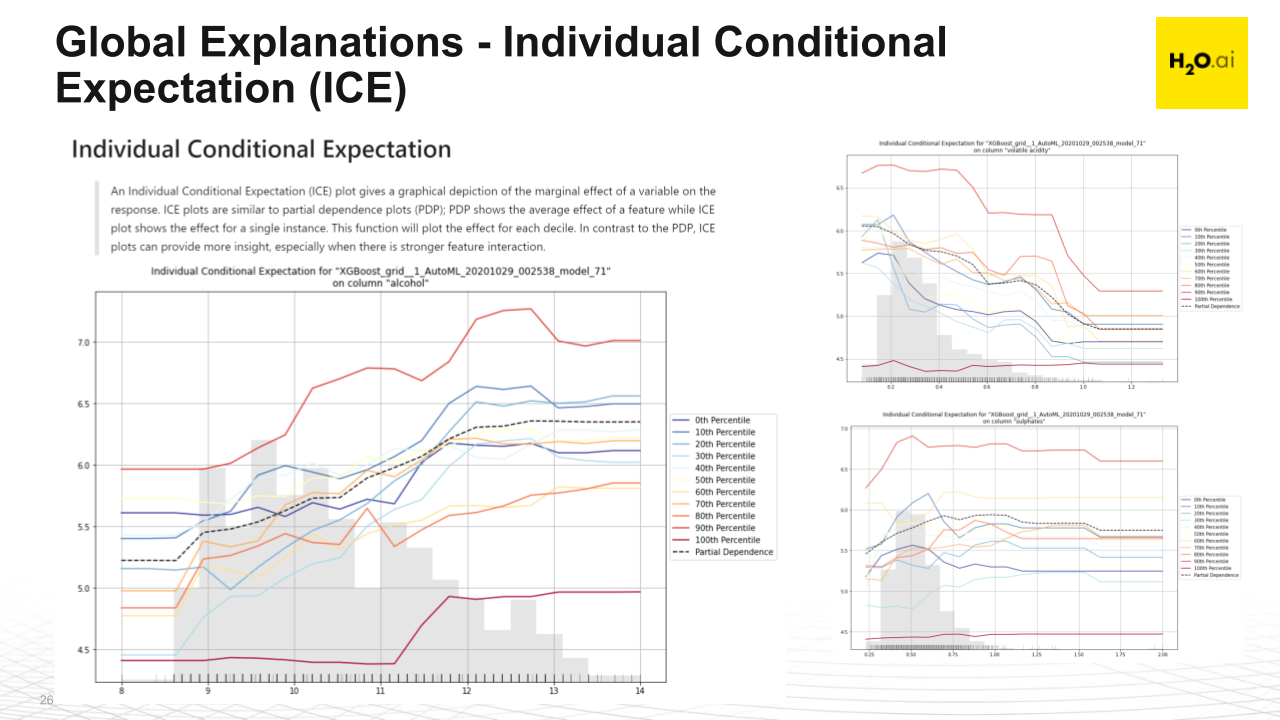 Global Explanations - Individual Conditional
Expectation (ICE)
H2O.ai
Individual Conditional Expectation
An Individual Conditional Expectation (ICE) plot gives a graphical depiction of the marginal effect of a variable on the
response. ICE plots are similar to partial dependence plots (PDP); PDP shows the average effect of a feature while ICE
plot shows the effect for a single instance. This function will plot the effect for each decile. In contrast to the PDP, ICE
plots can provide more insight, especially when there is stronger feature interaction.
Individual Conditional Expectation for "XGBoost_grid__1_AutoML_20201029_002538_model_71"
on column "alcohol"
7.0
6.5
6.0
5.5
5.0
4.5
8 9 10 11 12 13 14
0th Percentile
10th Percentile
20th Percentile
30th Percentile
40th Percentile
50th Percentile
60th Percentile
70th Percentile
80th Percentile
90th Percentile
100th Percentile
Partial Dependence
Individual Conditional Expectation for "XGBoost_grid__1_AutoML_20201029_002538_model_71"
on column "volatile acidity"
6.5
6.0
5.5
5.0
4.5
0.2 0.4 0.6 0.8 1.0 1.2
0th Percentile
10th Percentile
20th Percentile
30th Percentile
40th Percentile
50th Percentile
60th Percentile
70th Percentile
80th Percentile
90th Percentile
100th Percentile
Partial Dependence
Individual Conditional Expectation for "XGBoost_grid__1_AutoML_20201029_002538_model_71"
on column "sulphates"
7.0
6.5
6.0
5.5
5.0
4.5
0.25 0.50 0.75 1.00 1.25 1.50 1.75 2.00
0th Percentile
10th Percentile
20th Percentile
30th Percentile
40th Percentile
50th Percentile
60th Percentile
70th Percentile
80th Percentile
90th Percentile
100th Percentile
Partial Dependence
26